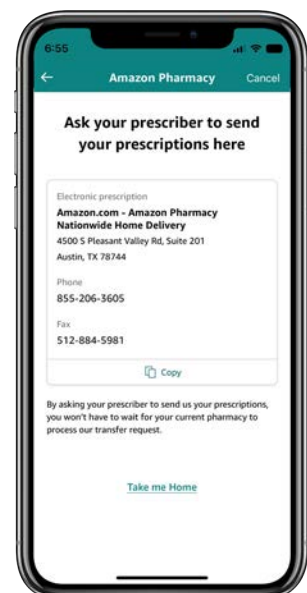 6:55
Amazon Pharmacy Cancel
Ask your prescriber to send
your prescriptions here
Electronic prescription
Amazon.com - Amazon Pharmacy
Nationwide Home Delivery
4500 S Pleasant Valley Rd, Suite 201
Austin, TX 78744
Phone
855-206-3605
Fax
512-884-5981
Copy
By asking your prescriber to send us your prescriptions,
you won't have to wait for your current pharmacy to
process our transfer request.
Take me Home